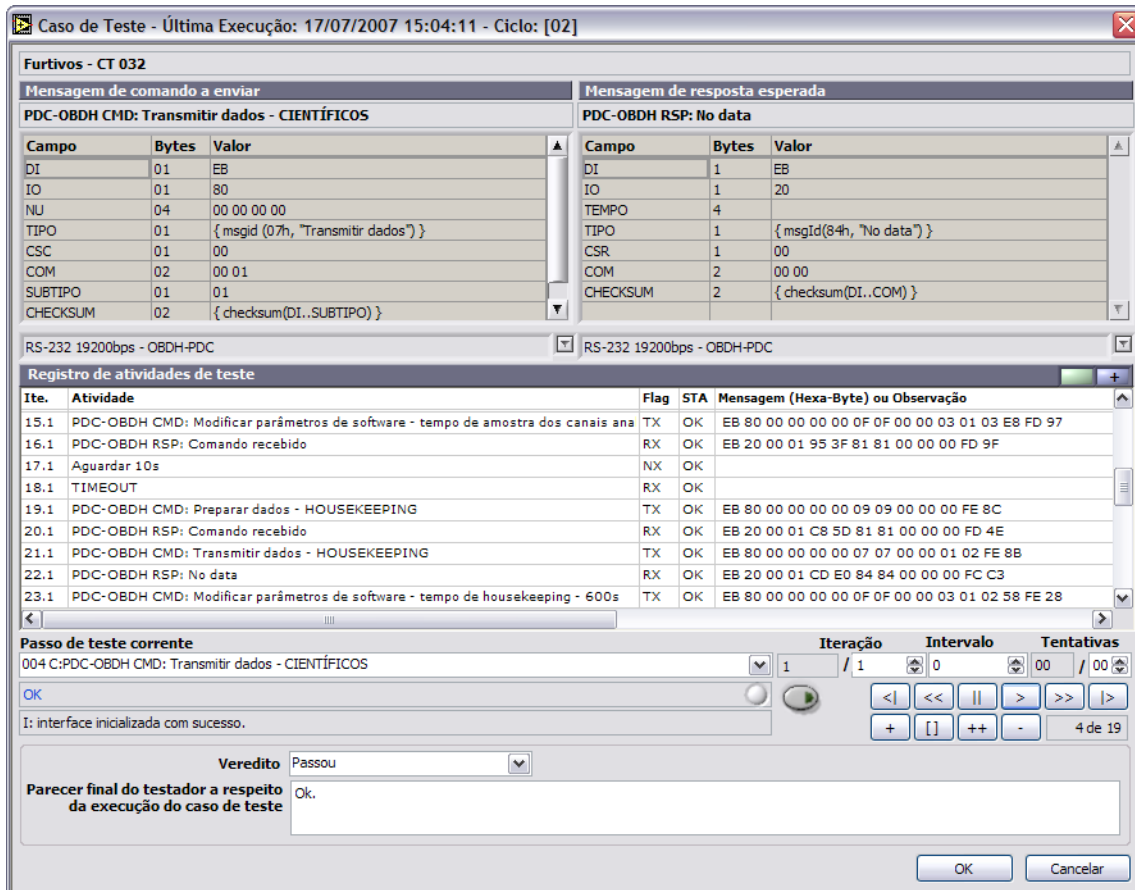 Caso de Teste - Última Execução: 17/07/2007 15:04:11 - Ciclo: [02]
Furtivos - CT 032
Mensagem de comando a enviar
PDC-OBDH CMD: Transmitir dados - CIENTÍFICOS
Campo Bytes Valor
DI 01 EB
IO 01 80
NU 04 00 00 00 00
TIPO 01 { msgid (07h, "Transmitir dados") }
CSC 01 00
COM 02 00 01
SUBTIPO 01 01
CHECKSUM 02 { checksum(DI..SUBTIPO) }
RS-232 19200bps - OBDH-PDC
Mensagem de resposta esperada
PDC-OBDH RSP: No data
Campo Bytes Valor
DI 1 EB
IO 1 20
TEMPO 4
TIPO 1 { msgId(84h, "No data") }
CSR 1 00
COM 2 00 00
CHECKSUM 2 { checksum(DI..COM) }
RS-232 19200bps - OBDH-PDC
Registro de atividades de teste
+
Ite. Atividade Flag STA Mensagem (Hexa-Byte) ou Observação
15.1 PDC-OBDH CMD: Modificar parâmetros de software - tempo de amostra dos canais ana TX OK EB 80 00 00 00 00 0F 0F 00 00 03 01 03 E8 FD 97
16.1 PDC-OBDH RSP: Comando recebido RX OK EB 20 00 01 95 3F 81 81 00 00 00 FD 9F
17.1 Aguardar 10s NX OK
18.1 TIMEOUT RX OK
19.1 PDC-OBDH CMD: Preparar dados - HOUSEKEEPING TX OK EB 80 00 00 00 00 09 09 00 00 00 FE 8C
20.1 PDC-OBDH RSP: Comando recebido RX OK EB 20 00 01 C8 5D 81 81 00 00 00 FD 4E
21.1 PDC-OBDH CMD: Transmitir dados - HOUSEKEEPING TX OK EB 80 00 00 00 00 07 07 00 00 01 02 FE 8B
22.1 PDC-OBDH RSP: No data RX OK EB 20 00 01 CD E0 84 84 00 00 00 FC C3
23.1 PDC-OBDH CMD: Modificar parâmetros de software - tempo de housekeeping - 600s TX OK EB 80 00 00 00 00 0F 0F 00 00 03 01 02 58 FE 28
Passo de teste corrente Iteração Intervalo Tentativas
004 C:PDC-OBDH CMD: Transmitir dados - CIENTÍFICOS 1 / 1 0 00 / 00
OK <| << || > >> |>
I: interface inicializada com sucesso. + [] ++ - 4 de 19
Veredito Passou
Parecer final do testador a respeito da execução do caso de teste
Ok.
OK Cancelar